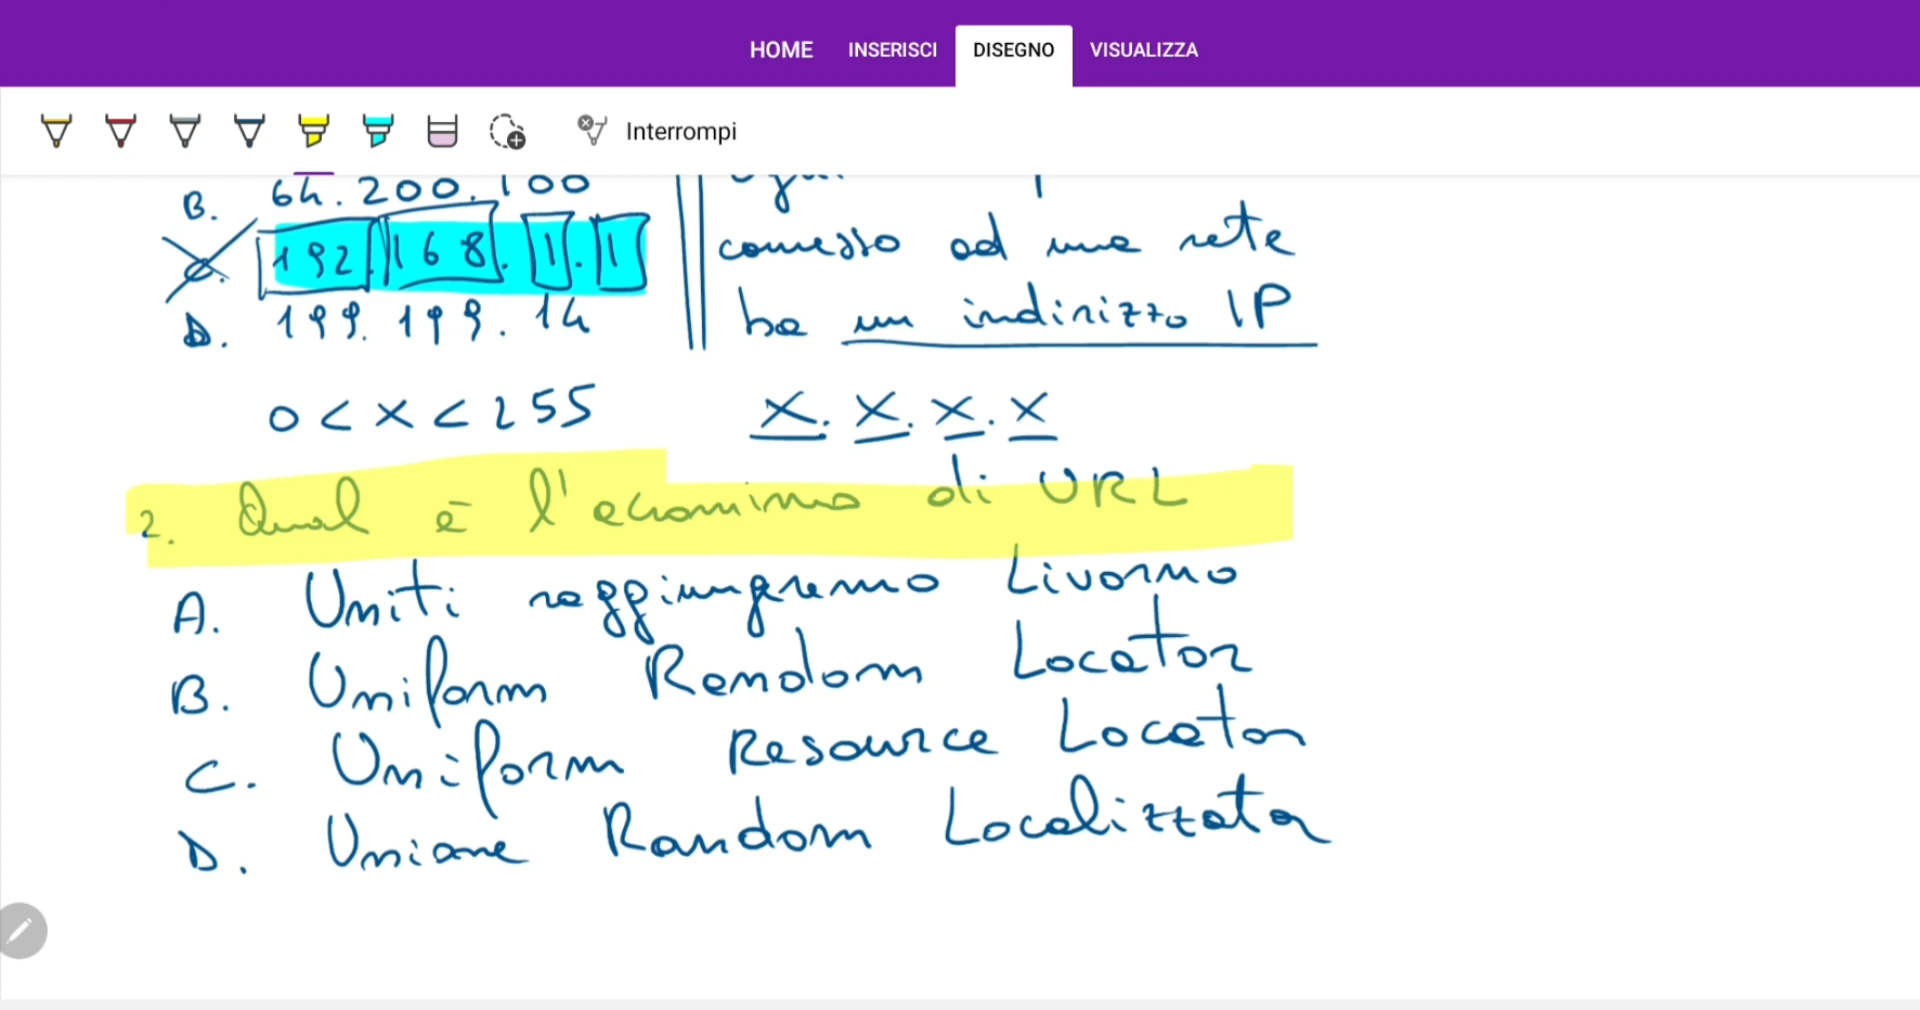 HOME INSERISCI DISEGNO VISUALIZZA
Interrompi
B. 64.200.100
C. 192.168.1.1
D. 199.199.14
connesso ad una rete
ha un indirizzo IP
0 < X < 255
X. X. X. X
2. Qual è l'acronimo di URL
A. Uniti raggiungremo Livorno
B. Uniform Random Locator
C. Uniform Resource Locator
D. Unione Random Localizzator